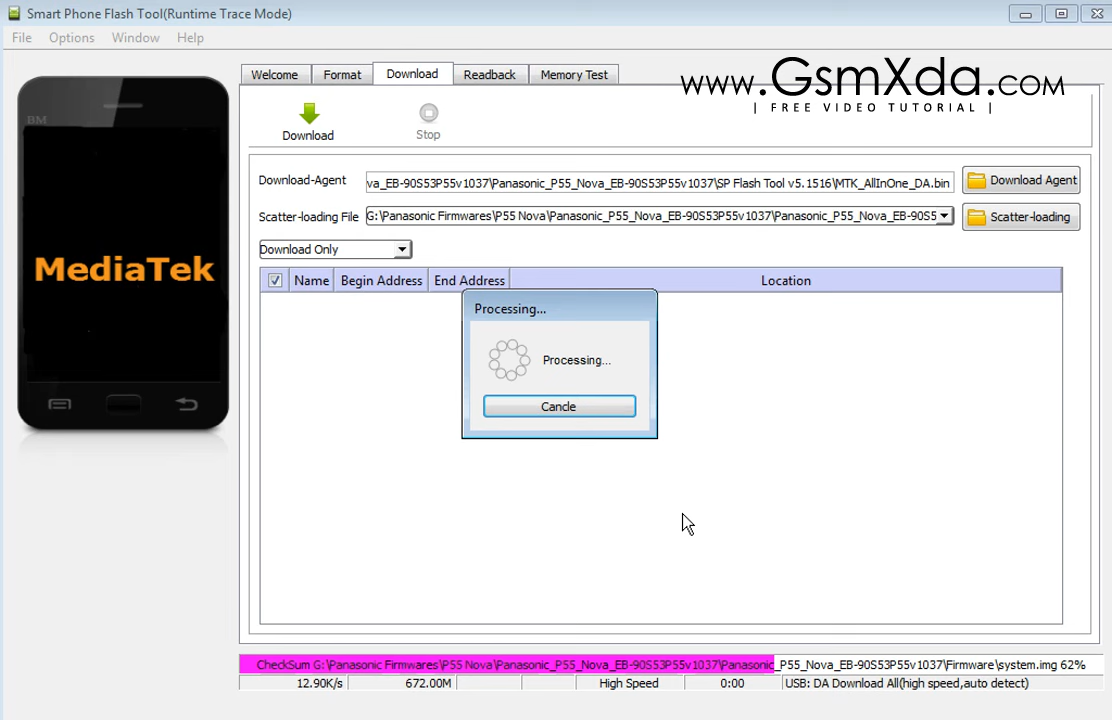 Smart Phone Flash Tool(Runtime Trace Mode)
File Options Window Help
Welcome Format Download Readback Memory Test
www.GsmXda.com
| FREE VIDEO TUTORIAL |
BM
Download Stop
Download-Agent va_EB-90S53P55v1037\Panasonic_P55_Nova_EB-90S53P55v1037\SP Flash Tool v5.1516\MTK_AllInOne_DA.bin Download Agent
Scatter-loading File G:\Panasonic Firmwares\P55 Nova\Panasonic_P55_Nova_EB-90S53P55v1037\Panasonic_P55_Nova_EB-90S5 Scatter-loading
Download Only
MediaTek
Name Begin Address End Address Location
Processing...
Processing...
Cancle
CheckSum G:\Panasonic Firmwares\P55 Nova\Panasonic_P55_Nova_EB-90S53P55v1037\Panasonic_P55_Nova_EB-90S53P55v1037\Firmware\system.img 62%
12.90K/s 672.00M High Speed 0:00 USB: DA Download All(high speed,auto detect)